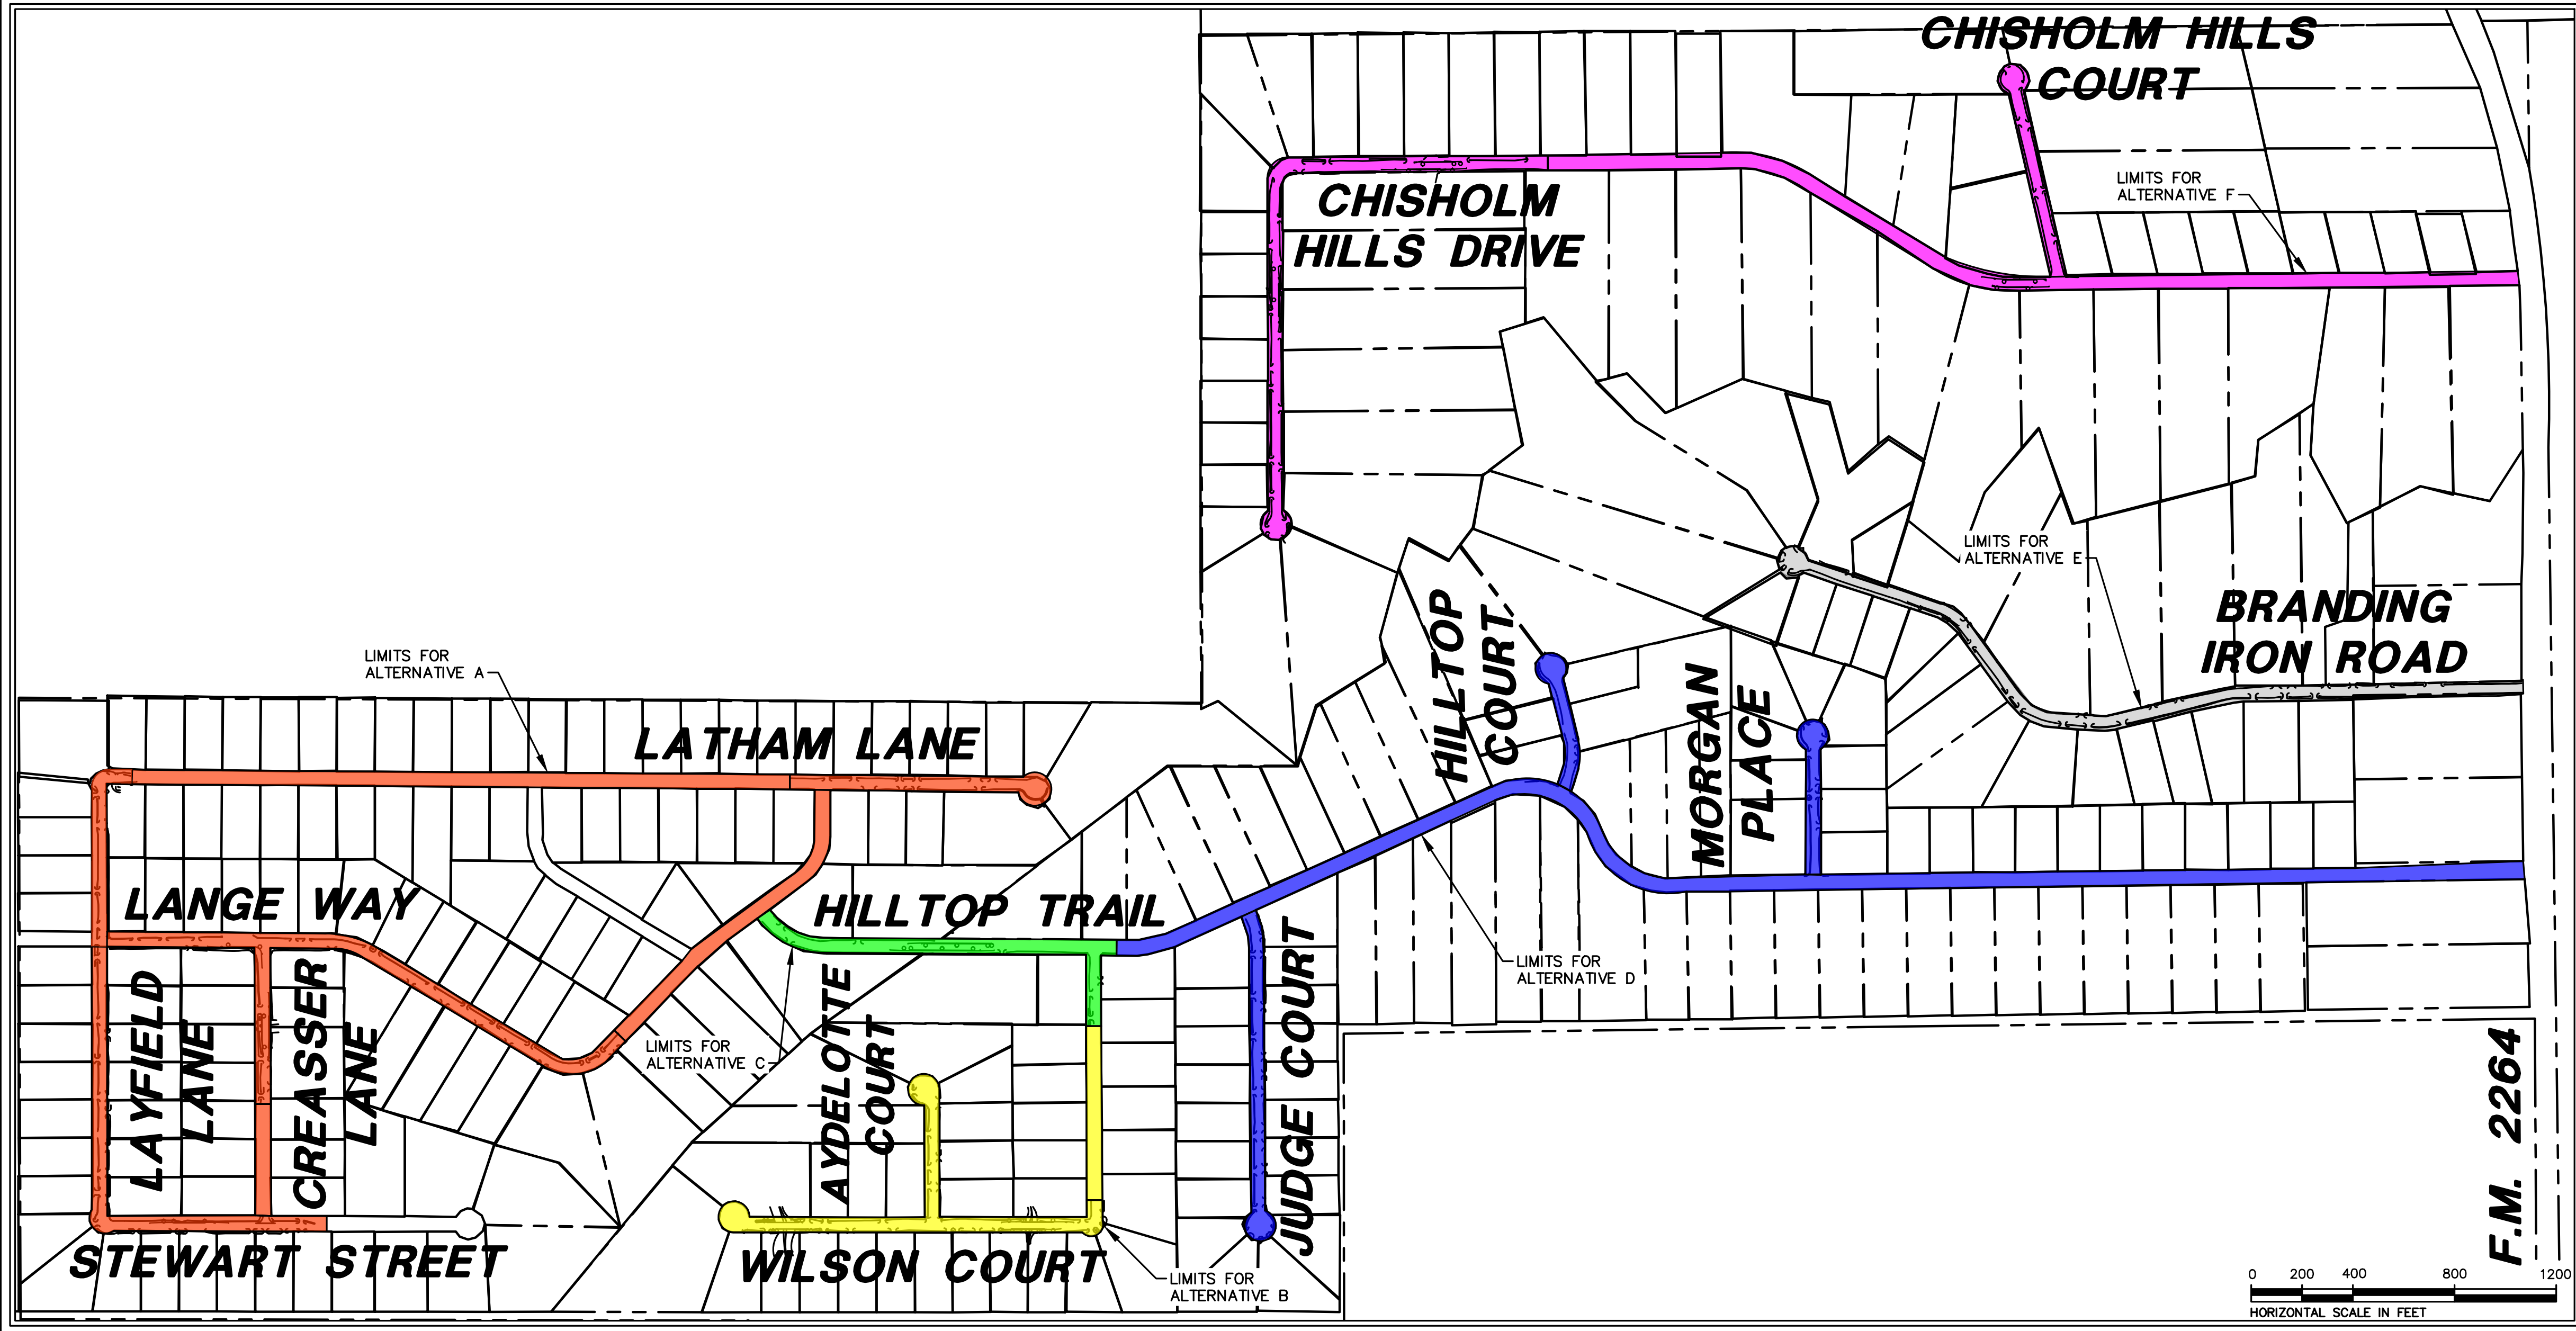 CHISHOLM HILLS
COURT
LIMITS FOR
ALTERNATIVE F
CHISHOLM
HILLS DRIVE
LIMITS FOR
ALTERNATIVE E
BRANDING
IRON ROAD
HILLTOP
COURT
MORGAN
PLACE
LIMITS FOR
ALTERNATIVE A
LATHAM LANE
LANGE WAY
HILLTOP TRAIL
LIMITS FOR
ALTERNATIVE D
LAYFIELD
LANE
CREASSER
LANE
LIMITS FOR
ALTERNATIVE C
AYDELOTTE
COURT
JUDGE COURT
F.M. 2264
STEWART STREET
WILSON COURT
LIMITS FOR
ALTERNATIVE B
0 200 400 800 1200
HORIZONTAL SCALE IN FEET